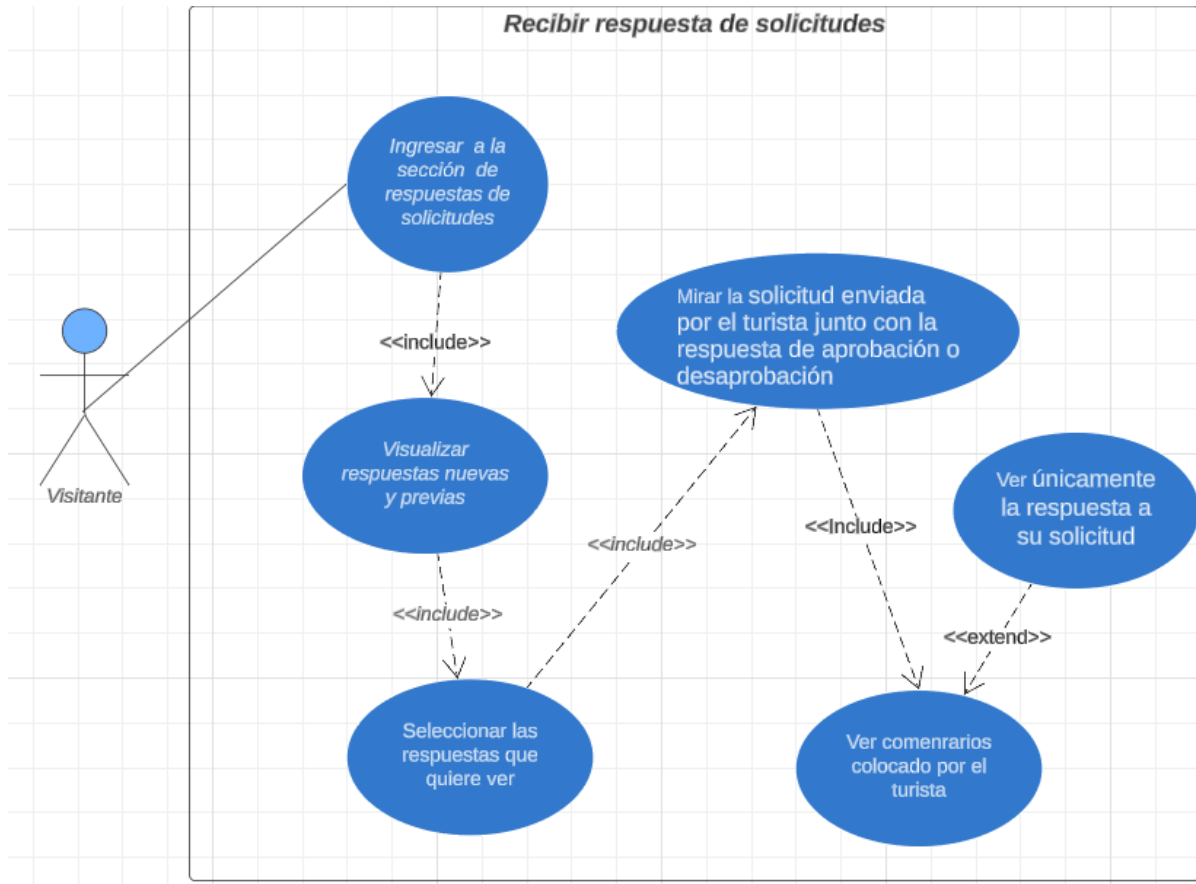 Recibir respuesta de solicitudes
Ingresar a la
sección de
respuestas de
solicitudes
<<include>>
Visitante
Visualizar
respuestas nuevas
y previas
<<include>>
Seleccionar las
respuestas que
quiere ver
<<include>>
Mirar la solicitud enviada
por el turista junto con la
respuesta de aprobación o
desaprobación
<<Include>>
Ver únicamente
la respuesta a
su solicitud
<<extend>>
Ver comenrarios
colocado por el
turista